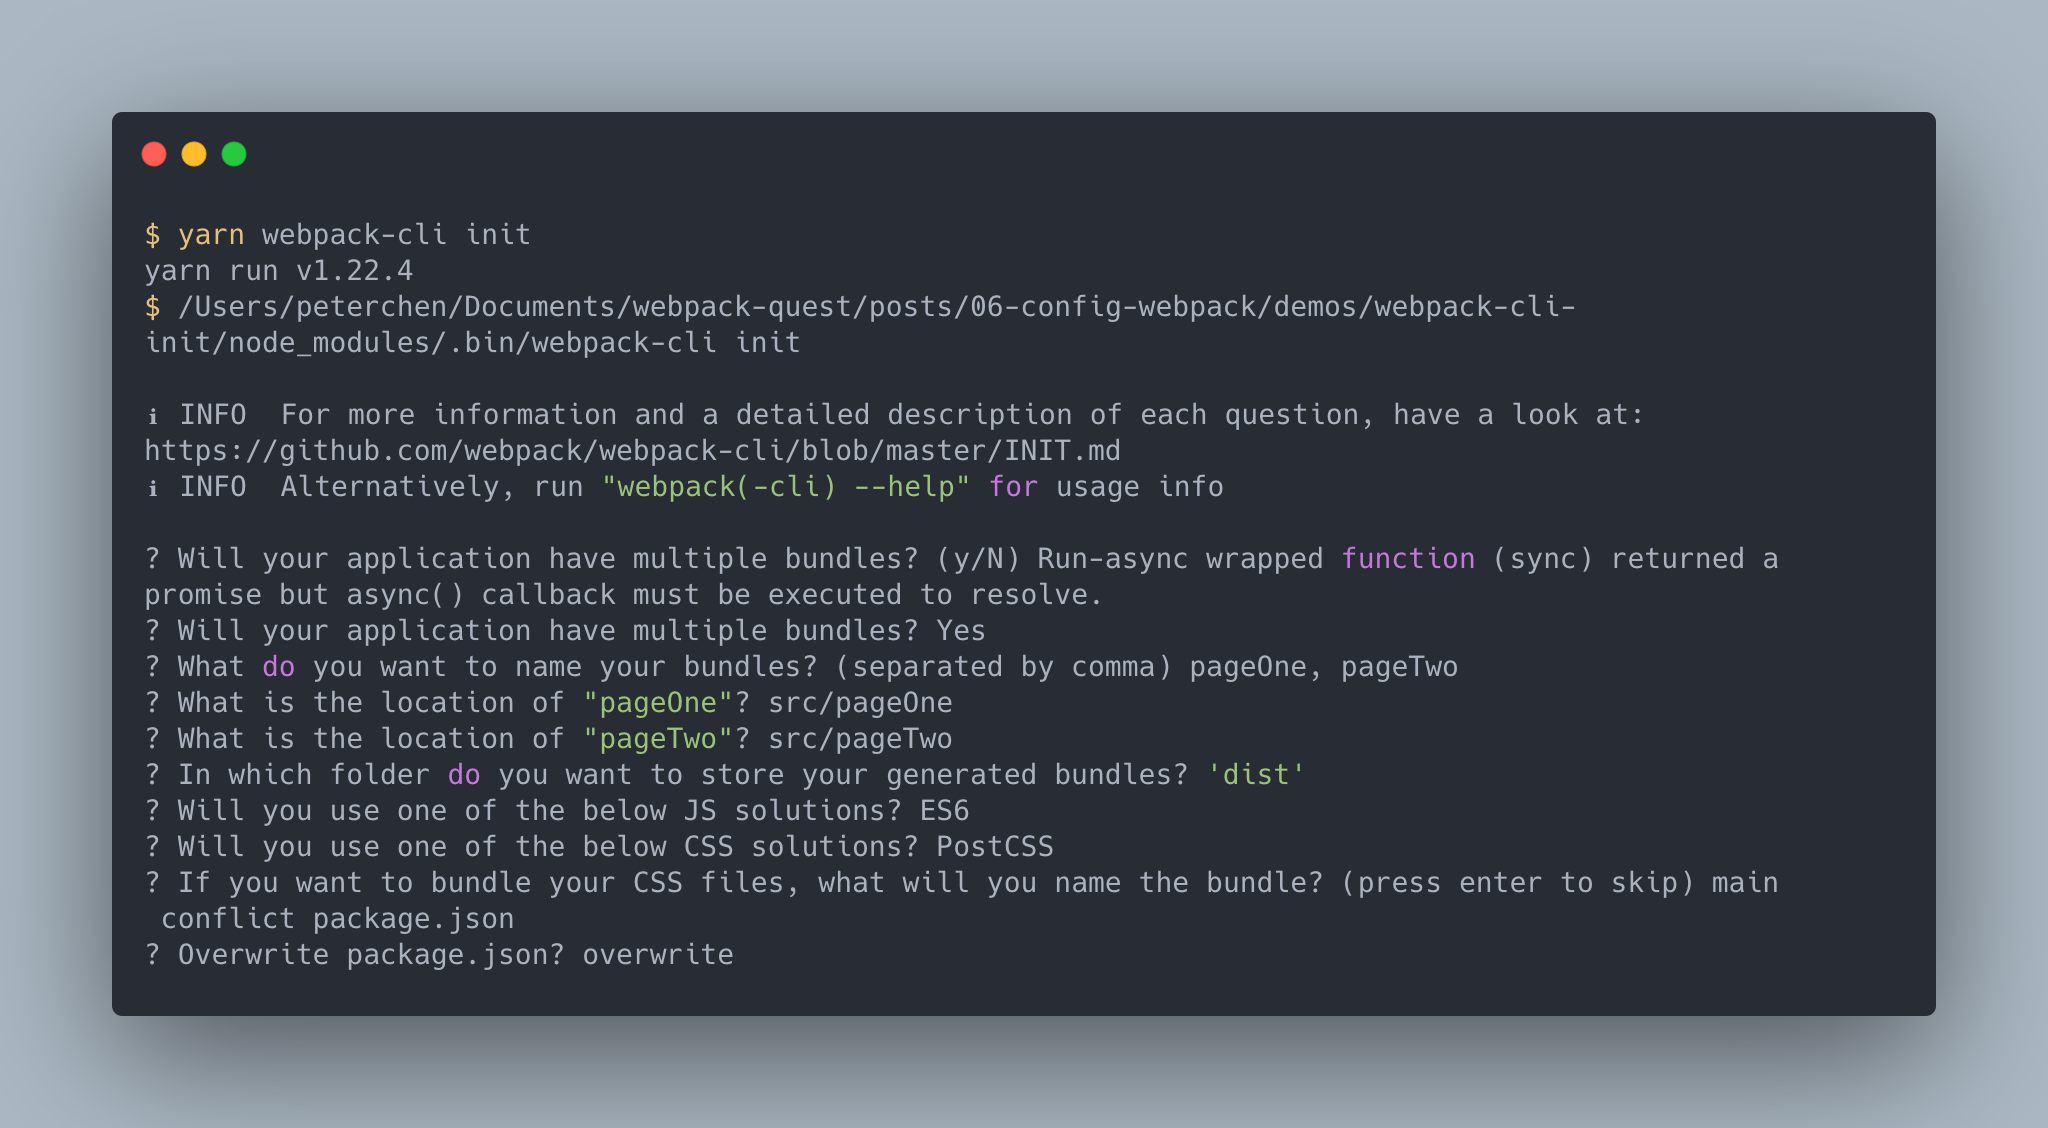 $ yarn webpack-cli init
yarn run v1.22.4
$ /Users/peterchen/Documents/webpack-quest/posts/06-config-webpack/demos/webpack-cli-
init/node_modules/.bin/webpack-cli init
ℹ INFO  For more information and a detailed description of each question, have a look at:
https://github.com/webpack/webpack-cli/blob/master/INIT.md
ℹ INFO  Alternatively, run "webpack(-cli) --help" for usage info
? Will your application have multiple bundles? (y/N) Run-async wrapped function (sync) returned a
promise but async() callback must be executed to resolve.
? Will your application have multiple bundles? Yes
? What do you want to name your bundles? (separated by comma) pageOne, pageTwo
? What is the location of "pageOne"? src/pageOne
? What is the location of "pageTwo"? src/pageTwo
? In which folder do you want to store your generated bundles? 'dist'
? Will you use one of the below JS solutions? ES6
? Will you use one of the below CSS solutions? PostCSS
? If you want to bundle your CSS files, what will you name the bundle? (press enter to skip) main
 conflict package.json
? Overwrite package.json? overwrite